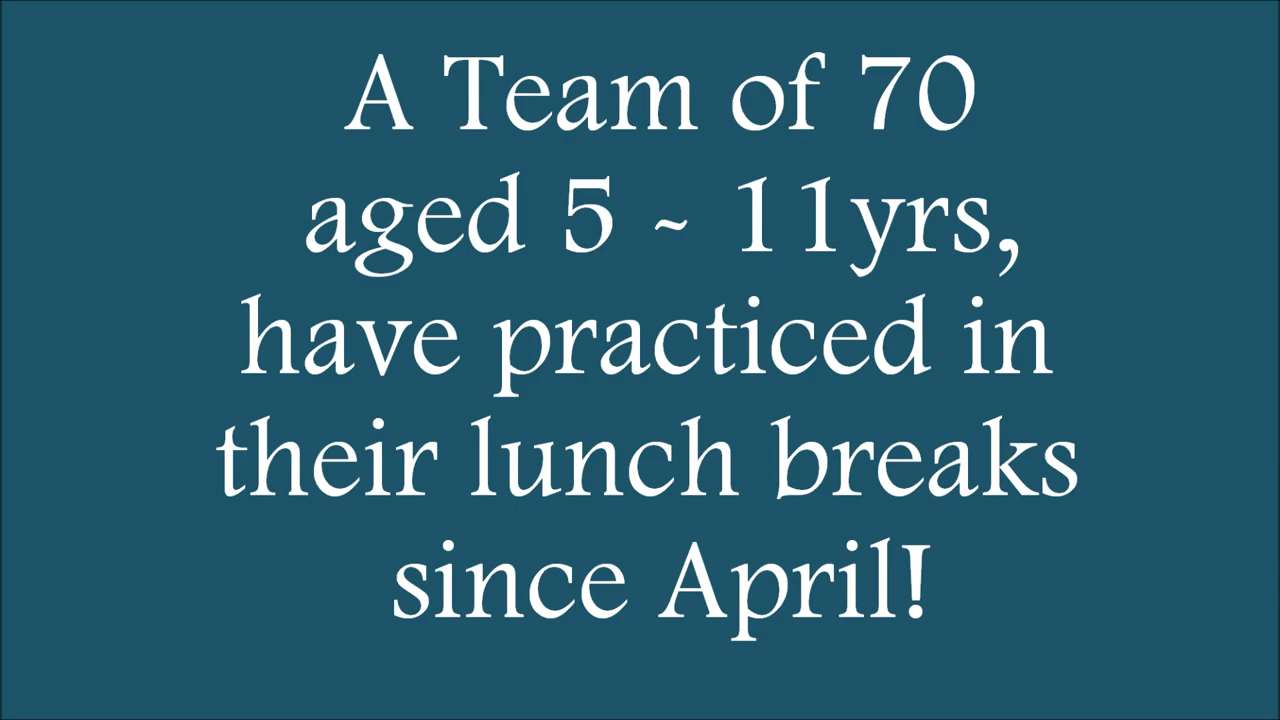 A Team of 70
aged 5 - 11yrs,
have practiced in
their lunch breaks
since April!